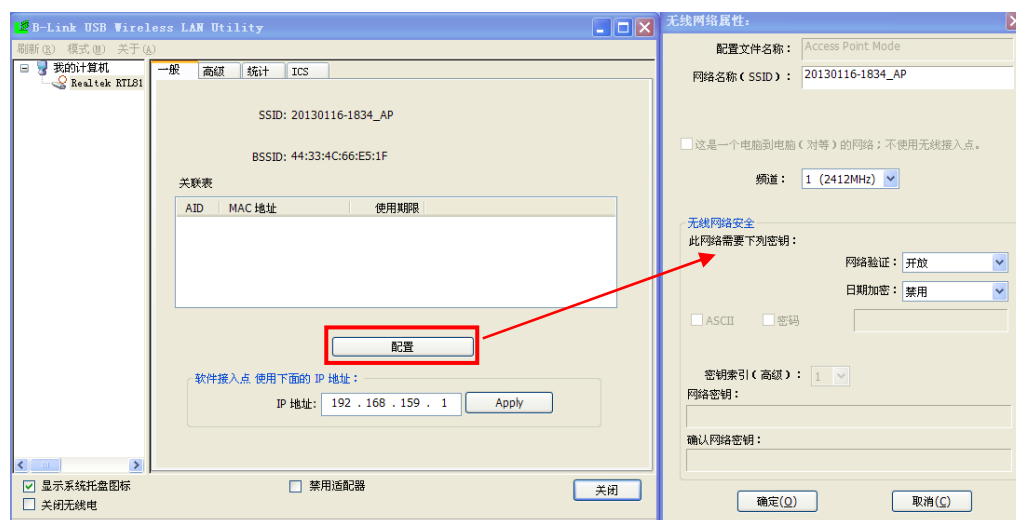 B-Link USB Wireless LAN Utility
刷新(R) 模式(M) 关于(A)
我的计算机
Realtek RTL81
一般 高级 统计 ICS
SSID: 20130116-1834_AP
BSSID: 44:33:4C:66:E5:1F
关联表
AID MAC 地址 使用期限
配置
软件接入点 使用下面的 IP 地址：
IP 地址: 192 . 168 . 159 . 1 Apply
显示系统托盘图标 禁用适配器 关闭
关闭无线电
无线网络属性:
配置文件名称： Access Point Mode
网络名称(SSID)： 20130116-1834_AP
这是一个电脑到电脑(对等)的网络；不使用无线接入点。
频道： 1 (2412MHz)
无线网络安全
此网络需要下列密钥：
网络验证： 开放
日期加密： 禁用
ASCII 密码
密钥索引(高级)： 1
网络密钥：
确认网络密钥：
确定(O) 取消(C)